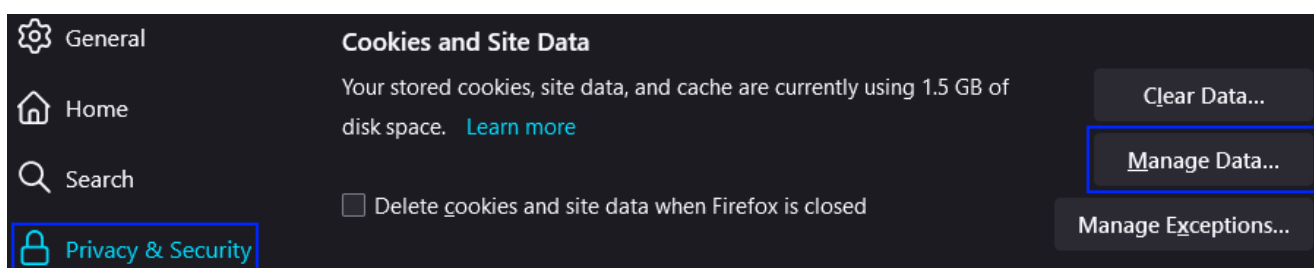 General
Home
Search
Privacy & Security
Cookies and Site Data
Your stored cookies, site data, and cache are currently using 1.5 GB of
disk space. Learn more
Delete cookies and site data when Firefox is closed
Clear Data...
Manage Data...
Manage Exceptions...